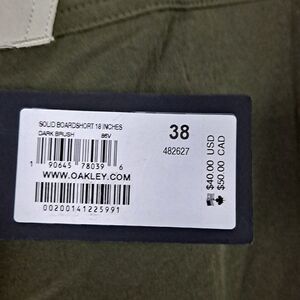 SOLID BOARDSHORT 18 INCHES
DARK BRUSH 86V
1 90645 78039 6
WWW.OAKLEY.COM
00200141225991
38
482627
$40.00 USD
$50.00 CAD